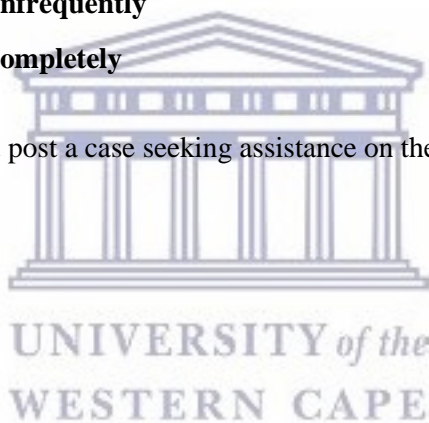 nfrequently
ompletely
post a case seeking assistance on the
UNIVERSITY of the
WESTERN CAPE